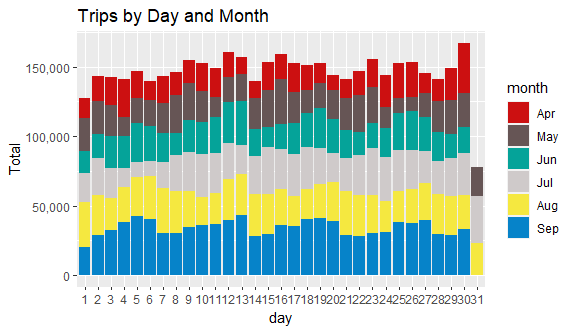 Trips by Day and Month
Total
150,000
100,000
50,000
0
1 2 3 4 5 6 7 8 9 10 11 12 13 14 15 16 17 18 19 20 21 22 23 24 25 26 27 28 29 30 31
day
month
Apr
May
Jun
Jul
Aug
Sep